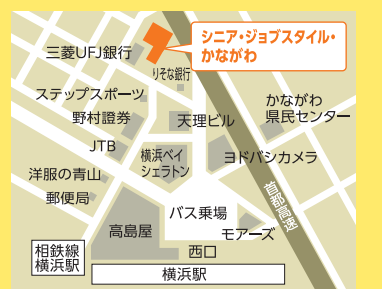 シニア・ジョブスタイル・
かながわ
三菱UFJ銀行
りそな銀行
ステップスポーツ
かながわ
県民センター
野村證券
天理ビル
JTB
横浜ベイ
シェラトン
ヨドバシカメラ
洋服の青山
首都高速
郵便局
バス乗場
高島屋
モアーズ
相鉄線
横浜駅
西口
横浜駅